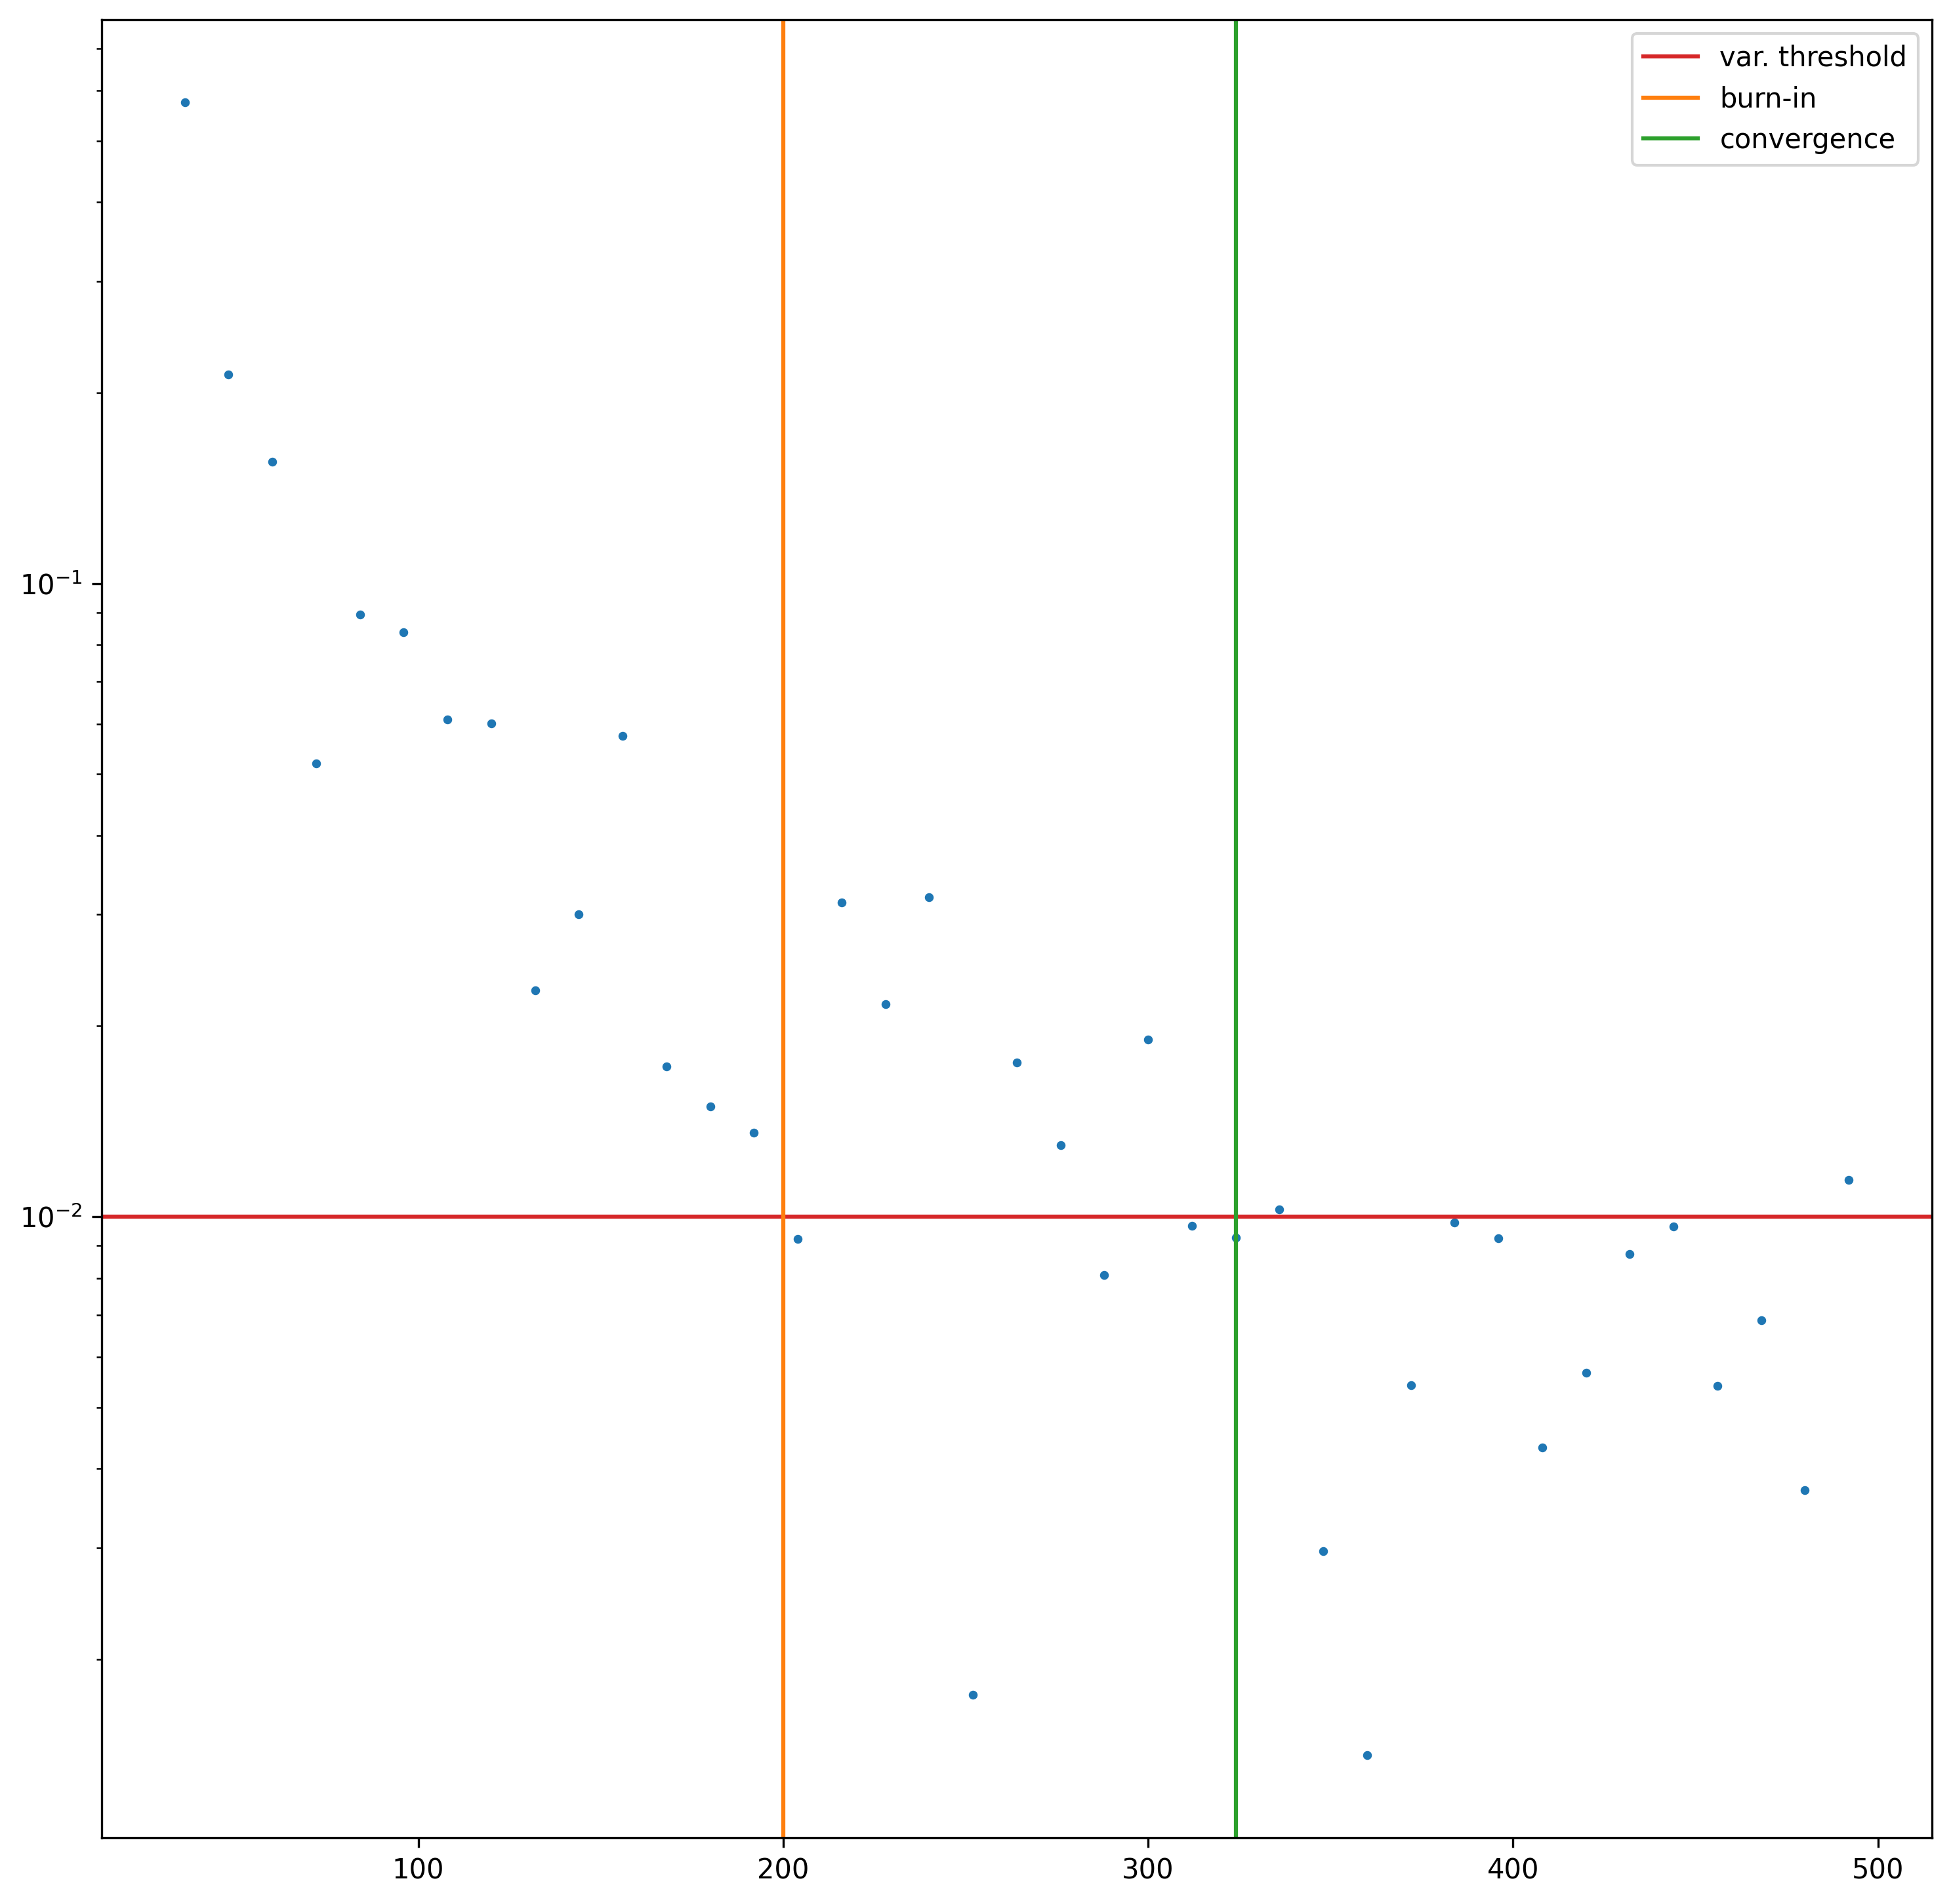 var. threshold
burn-in
convergence
10⁻¹
10⁻²
100 200 300 400 500